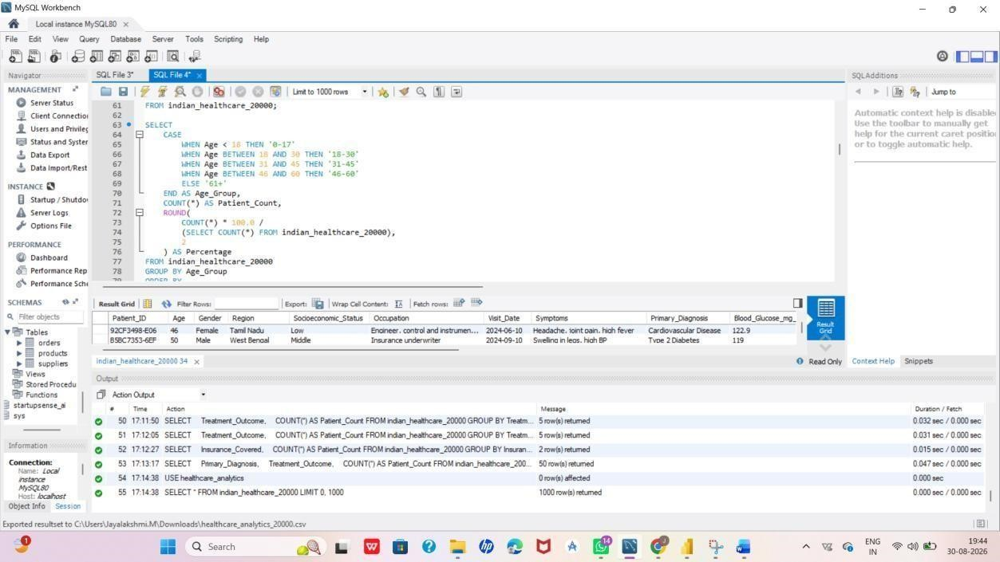 MySQL Workbench
Local instance MySQL80
File Edit View Query Database Server Tools Scripting Help
Navigator
MANAGEMENT
Server Status
Client Connection
Users and Privileg
Status and System
Data Export
Data Import/Rest
INSTANCE
Startup / Shutdo
Server Logs
Options File
PERFORMANCE
Dashboard
Performance Rep
Performance Sche
SCHEMAS
Filter objects
Tables
orders
products
suppliers
Views
Stored Procedu
Functions
startupsense_ai
sys
Information
Connection:
Name: Local
instance
MySQL80
Host: localhost
Object Info Session
SQL File 3* SQL File 4*
Limit to 1000 rows
61 FROM indian_healthcare_20000;
62
63 SELECT
64 CASE
65 WHEN Age < 18 THEN '0-17'
66 WHEN Age BETWEEN 18 AND 30 THEN '18-30'
67 WHEN Age BETWEEN 31 AND 45 THEN '31-45'
68 WHEN Age BETWEEN 46 AND 60 THEN '46-60'
69 ELSE '61+'
70 END AS Age_Group,
71 COUNT(*) AS Patient_Count,
72 ROUND(
73 COUNT(*) * 100.0 /
74 (SELECT COUNT(*) FROM indian_healthcare_20000),
75 2
76 ) AS Percentage
77 FROM indian_healthcare_20000
78 GROUP BY Age_Group
79 ORDER BY
Result Grid Filter Rows: Export: Wrap Cell Content: Fetch rows:
Patient_ID Age Gender Region Socioeconomic_Status Occupation Visit_Date Symptoms Primary_Diagnosis Blood_Glucose_mg_
92CF3498-E06 46 Female Tamil Nadu Low Engineer, control and instrumen... 2024-06-10 Headache, joint pain, high fever Cardiovascular Disease 122.9
B5BC7353-6EF 50 Male West Bengal Middle Insurance underwriter 2024-09-10 Swelling in legs, high BP Type 2 Diabetes 119
Result
Grid
indian_healthcare_20000 34
Read Only
SQLAdditions
Jump to
Automatic context help is disabled.
Use the toolbar to manually get
help for the current caret position
or to toggle automatic help.
Context Help Snippets
Output
Action Output
# Time Action Message Duration / Fetch
50 17:11:50 SELECT Treatment_Outcome, COUNT(*) AS Patient_Count FROM indian_healthcare_20000 GROUP BY Treatm... 5 row(s) returned 0.032 sec / 0.000 sec
51 17:12:05 SELECT Treatment_Outcome, COUNT(*) AS Patient_Count FROM indian_healthcare_20000 GROUP BY Treatm... 5 row(s) returned 0.031 sec / 0.000 sec
52 17:12:27 SELECT Insurance_Covered, COUNT(*) AS Patient_Count FROM indian_healthcare_20000 GROUP BY Insuran... 2 row(s) returned 0.015 sec / 0.000 sec
53 17:13:17 SELECT Primary_Diagnosis, Treatment_Outcome, COUNT(*) AS Patient_Count FROM indian_healthcare_200... 50 row(s) returned 0.047 sec / 0.000 sec
54 17:14:38 USE healthcare_analytics 0 row(s) affected 0.000 sec
55 17:14:38 SELECT * FROM indian_healthcare_20000 LIMIT 0, 1000 1000 row(s) returned 0.000 sec / 0.000 sec
Exported resultset to C:\Users\Jayalakshmi.M\Downloads\healthcare_analytics_20000.csv
1
Search
14
ENG
IN
19:44
30-08-2026